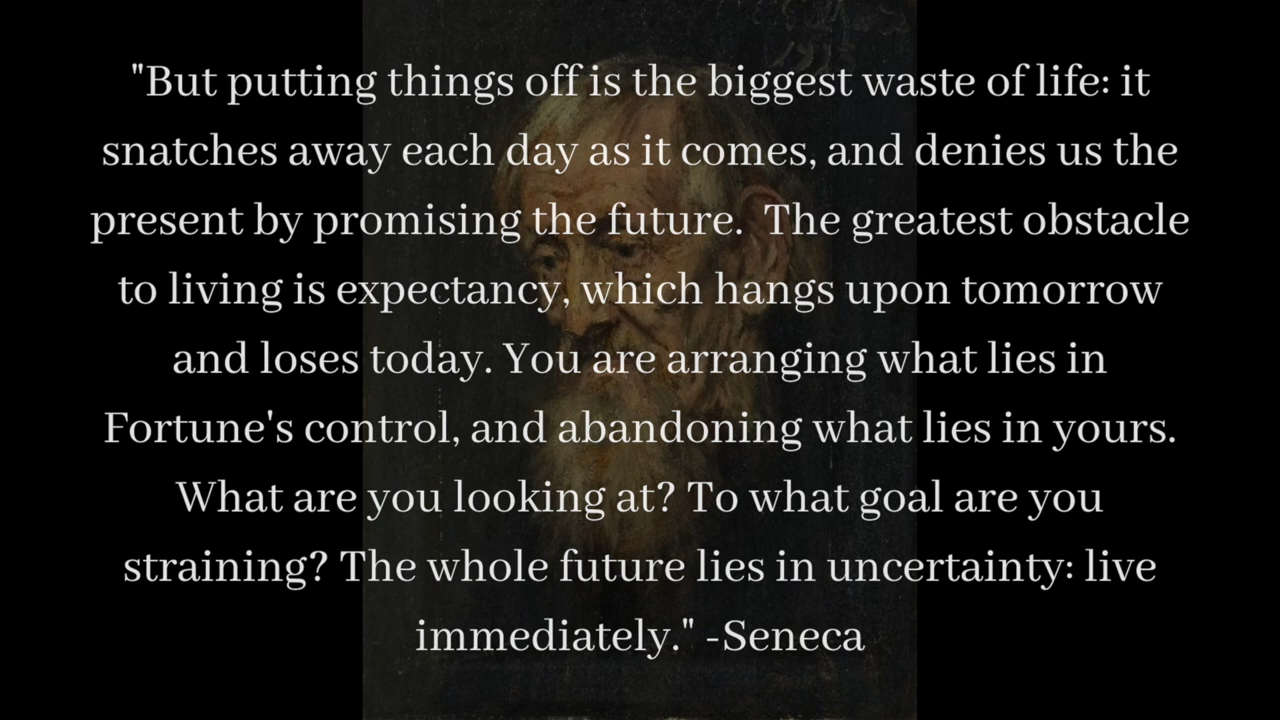 "But putting things off is the biggest waste of life: it
snatches away each day as it comes, and denies us the
present by promising the future.  The greatest obstacle
to living is expectancy, which hangs upon tomorrow
and loses today. You are arranging what lies in
Fortune's control, and abandoning what lies in yours.
What are you looking at? To what goal are you
straining? The whole future lies in uncertainty: live
immediately." -Seneca